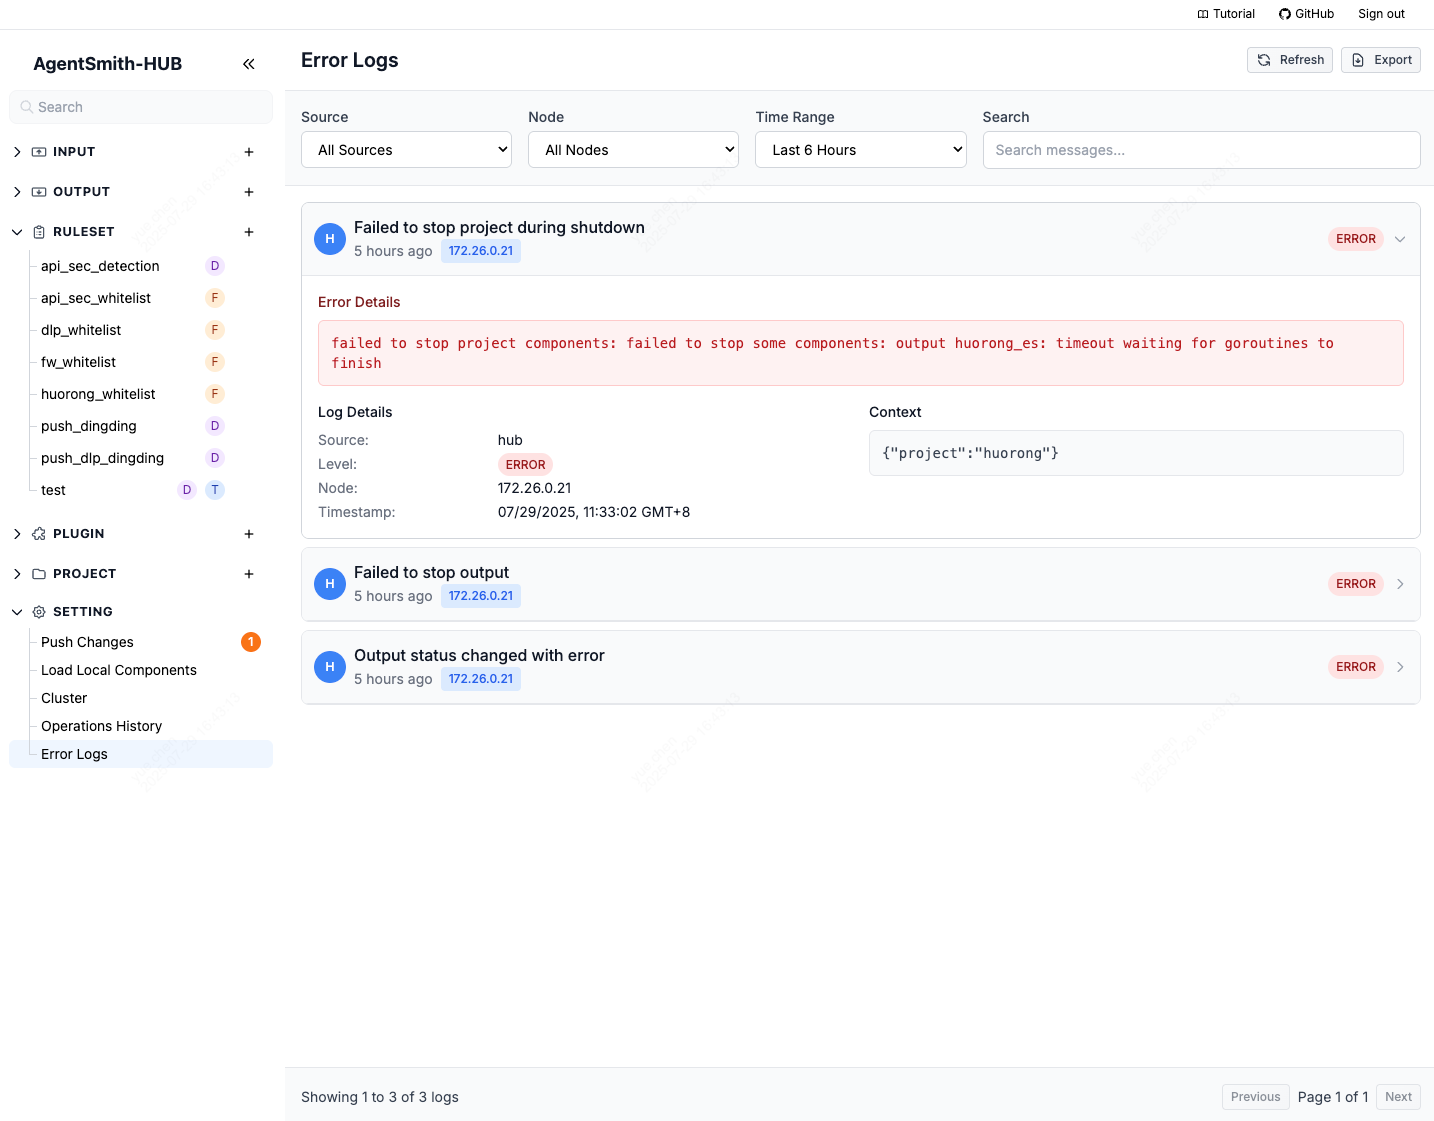 Tutorial
GitHub
Sign out
AgentSmith-HUB
Search
INPUT
OUTPUT
RULESET
api_sec_detection D
api_sec_whitelist F
dlp_whitelist F
fw_whitelist F
huorong_whitelist F
push_dingding D
push_dlp_dingding D
test D T
PLUGIN
PROJECT
SETTING
Push Changes 1
Load Local Components
Cluster
Operations History
Error Logs
Error Logs
Refresh
Export
Source
All Sources
Node
All Nodes
Time Range
Last 6 Hours
Search
Search messages...
H
Failed to stop project during shutdown
5 hours ago 172.26.0.21
ERROR
Error Details
failed to stop project components: failed to stop some components: output huorong_es: timeout waiting for goroutines to
finish
Log Details
Source: hub
Level: ERROR
Node: 172.26.0.21
Timestamp: 07/29/2025, 11:33:02 GMT+8
Context
{"project":"huorong"}
H
Failed to stop output
5 hours ago 172.26.0.21
ERROR
H
Output status changed with error
5 hours ago 172.26.0.21
ERROR
Showing 1 to 3 of 3 logs
Previous
Page 1 of 1
Next